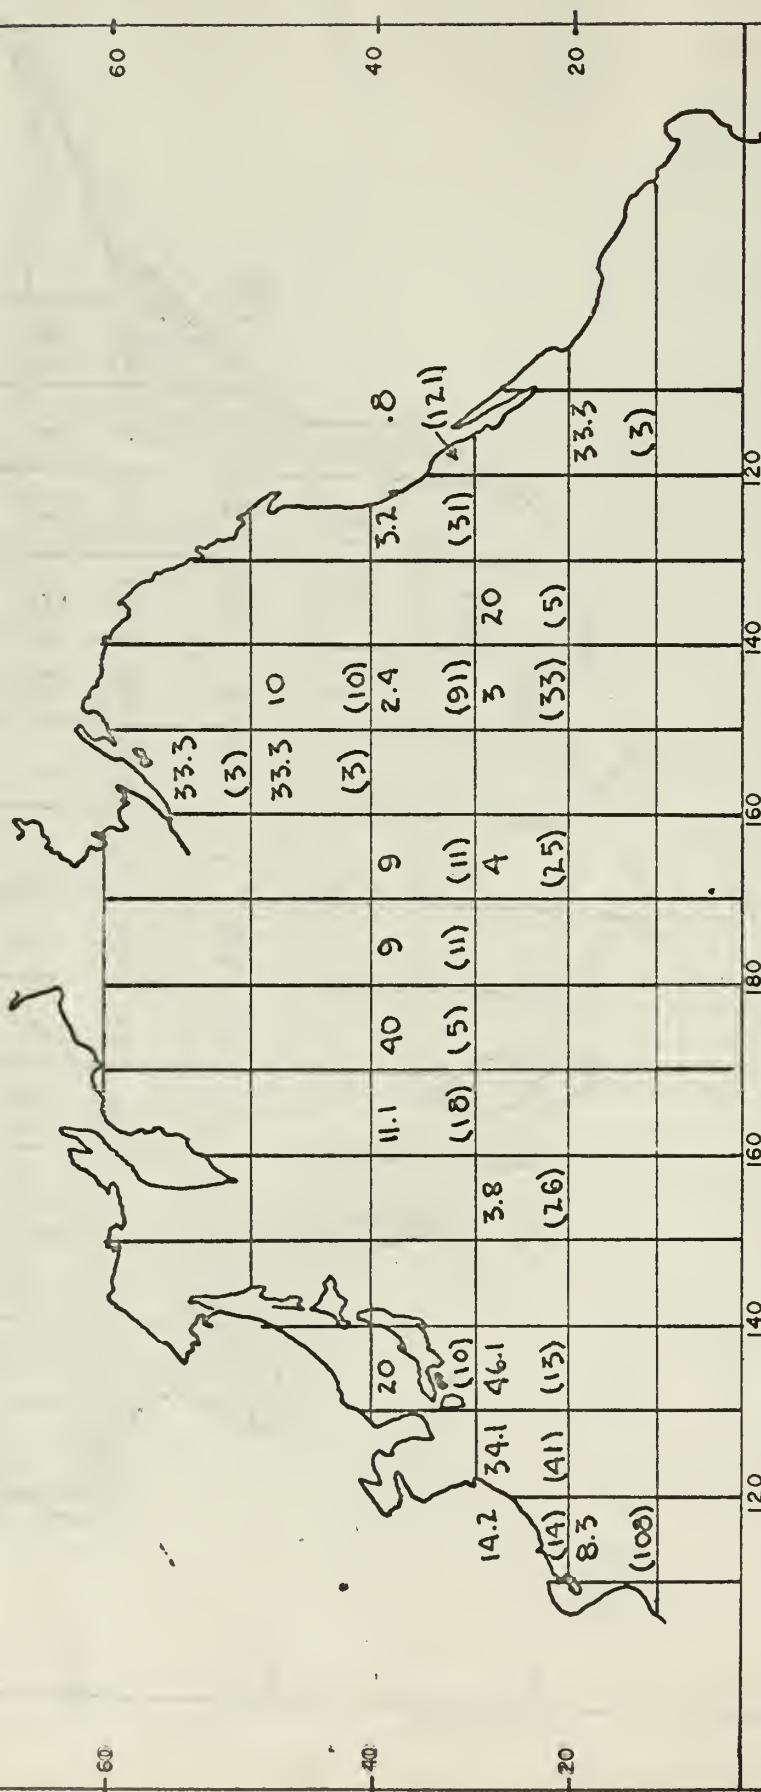 60 60
33.3
(3)
33.3 10
(3) (10)
40 20 11.1 40 9 9 2.4 3.2 .8 40
(10) (18) (5) (11) (11) (91) (31) (121)
14.2 34.1 46.1 3.8 4 3 20
(14) (41) (13) (26) (25) (33) (5)
20 8.3 33.3 20
(108) (3)
120 140 160 180 160 140 120